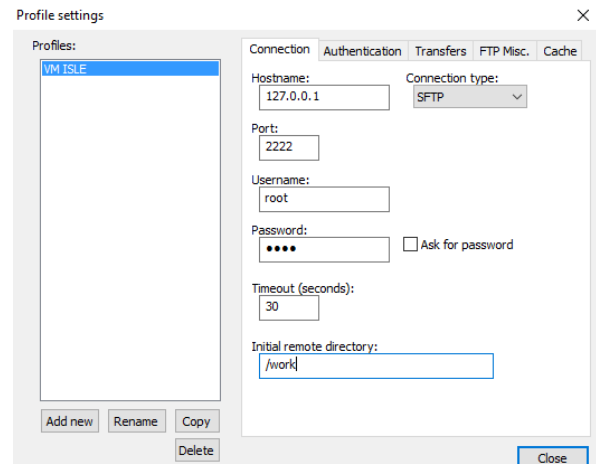 Profile settings
Profiles:
VM ISLE
Add new
Rename
Copy
Delete
Connection
Authentication
Transfers
FTP Misc.
Cache
Hostname:
127.0.0.1
Connection type:
SFTP
Port:
2222
Username:
root
Password:
••••
Ask for password
Timeout (seconds):
30
Initial remote directory:
/work
Close